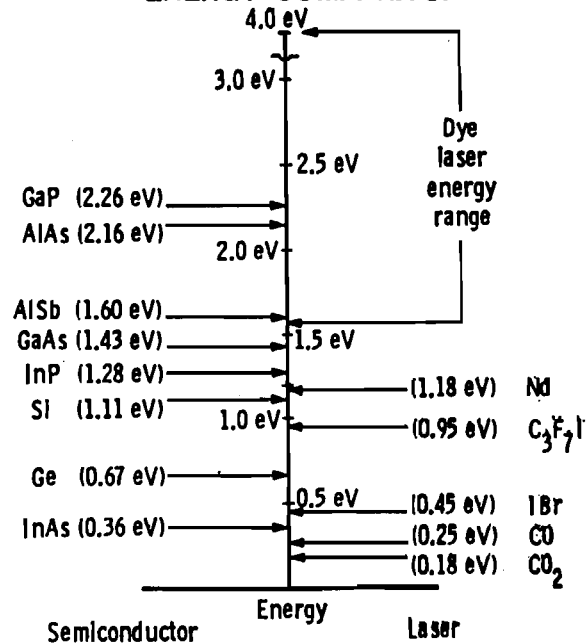 4.0 eV
3.0 eV
Dye
laser
energy
range
2.5 eV
GaP (2.26 eV)
AlAs (2.16 eV)
2.0 eV
AlSb (1.60 eV)
GaAs (1.43 eV)
1.5 eV
InP (1.28 eV)
(1.18 eV) Nd
Si (1.11 eV)
1.0 eV
(0.95 eV) C₃F₇I
Ge (0.67 eV)
0.5 eV
(0.45 eV) IBr
InAs (0.36 eV)
(0.25 eV) CO
(0.18 eV) CO₂
Energy
Semiconductor
Laser